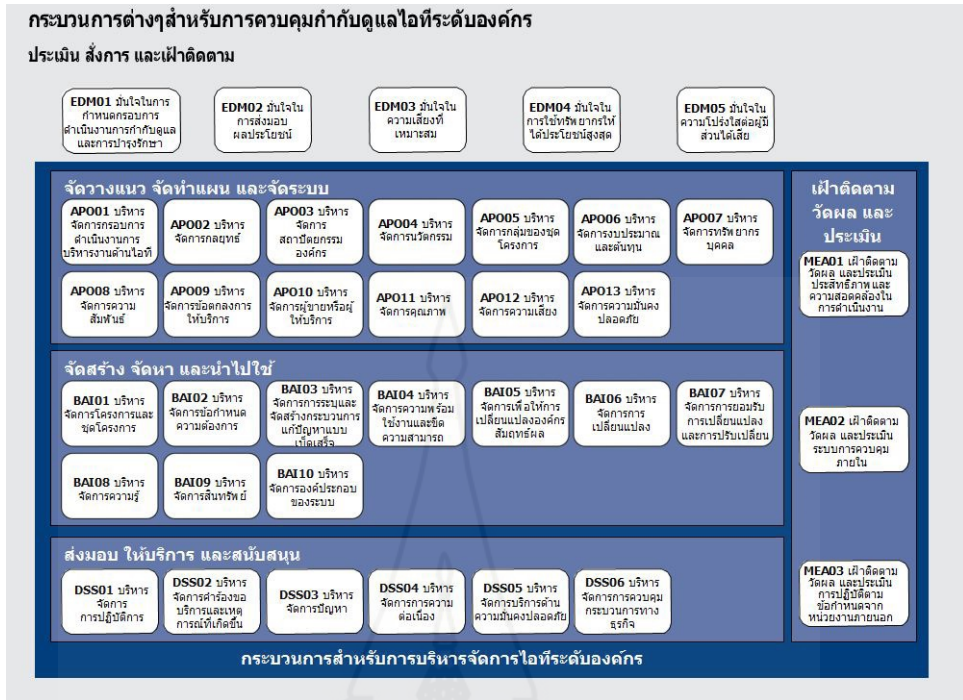 กระบวนการต่างๆสำหรับการควบคุมกำกับดูแลไอทีระดับองค์กร
ประเมิน สั่งการ และเฝ้าติดตาม
EDM01 มั่นใจในการ
กำหนดกรอบการ
ดำเนินงานการกำกับดูแล
และการบำรุงรักษา
EDM02 มั่นใจใน
การส่งมอบ
ผลประโยชน์
EDM03 มั่นใจใน
ความเสี่ยงที่
เหมาะสม
EDM04 มั่นใจใน
การใช้ทรัพยากรให้
ได้ประโยชน์สูงสุด
EDM05 มั่นใจใน
ความโปร่งใสต่อผู้มี
ส่วนได้เสีย
จัดวางแนว จัดทำแผน และจัดระบบ
APO01 บริหาร
จัดการกรอบการ
ดำเนินงานการ
บริหารงานด้านไอที
APO02 บริหาร
จัดการกลยุทธ์
APO03 บริหาร
จัดการ
สถาปัตยกรรม
องค์กร
APO04 บริหาร
จัดการนวัตกรรม
APO05 บริหาร
จัดการกลุ่มของชุด
โครงการ
APO06 บริหาร
จัดการงบประมาณ
และต้นทุน
APO07 บริหาร
จัดการทรัพยากร
บุคคล
APO08 บริหาร
จัดการความ
สัมพันธ์
APO09 บริหาร
จัดการข้อตกลงการ
ให้บริการ
APO10 บริหาร
จัดการผู้ขายหรือผู้
ให้บริการ
APO11 บริหาร
จัดการคุณภาพ
APO12 บริหาร
จัดการความเสี่ยง
APO13 บริหาร
จัดการความมั่นคง
ปลอดภัย
จัดสร้าง จัดหา และนำไปใช้
BAI01 บริหาร
จัดการโครงการและ
ชุดโครงการ
BAI02 บริหาร
จัดการข้อกำหนด
ความต้องการ
BAI03 บริหาร
จัดการการระบุและ
จัดสร้างกระบวนการ
แก้ปัญหาแบบ
เบ็ดเสร็จ
BAI04 บริหาร
จัดการความพร้อม
ใช้งานและขีด
ความสามารถ
BAI05 บริหาร
จัดการเพื่อให้การ
เปลี่ยนแปลงองค์กร
สัมฤทธิ์ผล
BAI06 บริหาร
จัดการการ
เปลี่ยนแปลง
BAI07 บริหาร
จัดการการยอมรับ
การเปลี่ยนแปลง
และการปรับเปลี่ยน
BAI08 บริหาร
จัดการความรู้
BAI09 บริหาร
จัดการสินทรัพย์
BAI10 บริหาร
จัดการองค์ประกอบ
ของระบบ
ส่งมอบ ให้บริการ และสนับสนุน
DSS01 บริหาร
จัดการ
การปฏิบัติการ
DSS02 บริหาร
จัดการคำร้องขอ
บริการและเหตุ
การณ์ที่เกิดขึ้น
DSS03 บริหาร
จัดการปัญหา
DSS04 บริหาร
จัดการการความ
ต่อเนื่อง
DSS05 บริหาร
จัดการบริการด้าน
ความมั่นคงปลอดภัย
DSS06 บริหาร
จัดการการควบคุม
กระบวนการทาง
ธุรกิจ
เฝ้าติดตาม
วัดผล และ
ประเมิน
MEA01 เฝ้าติดตาม
วัดผล และประเมิน
ประสิทธิภาพและ
ความสอดคล้องใน
การดำเนินงาน
MEA02 เฝ้าติดตาม
วัดผล และประเมิน
ระบบการควบคุม
ภายใน
MEA03 เฝ้าติดตาม
วัดผล และประเมิน
การปฏิบัติตาม
ข้อกำหนดจาก
หน่วยงานภายนอก
กระบวนการสำหรับการบริหารจัดการไอทีระดับองค์กร